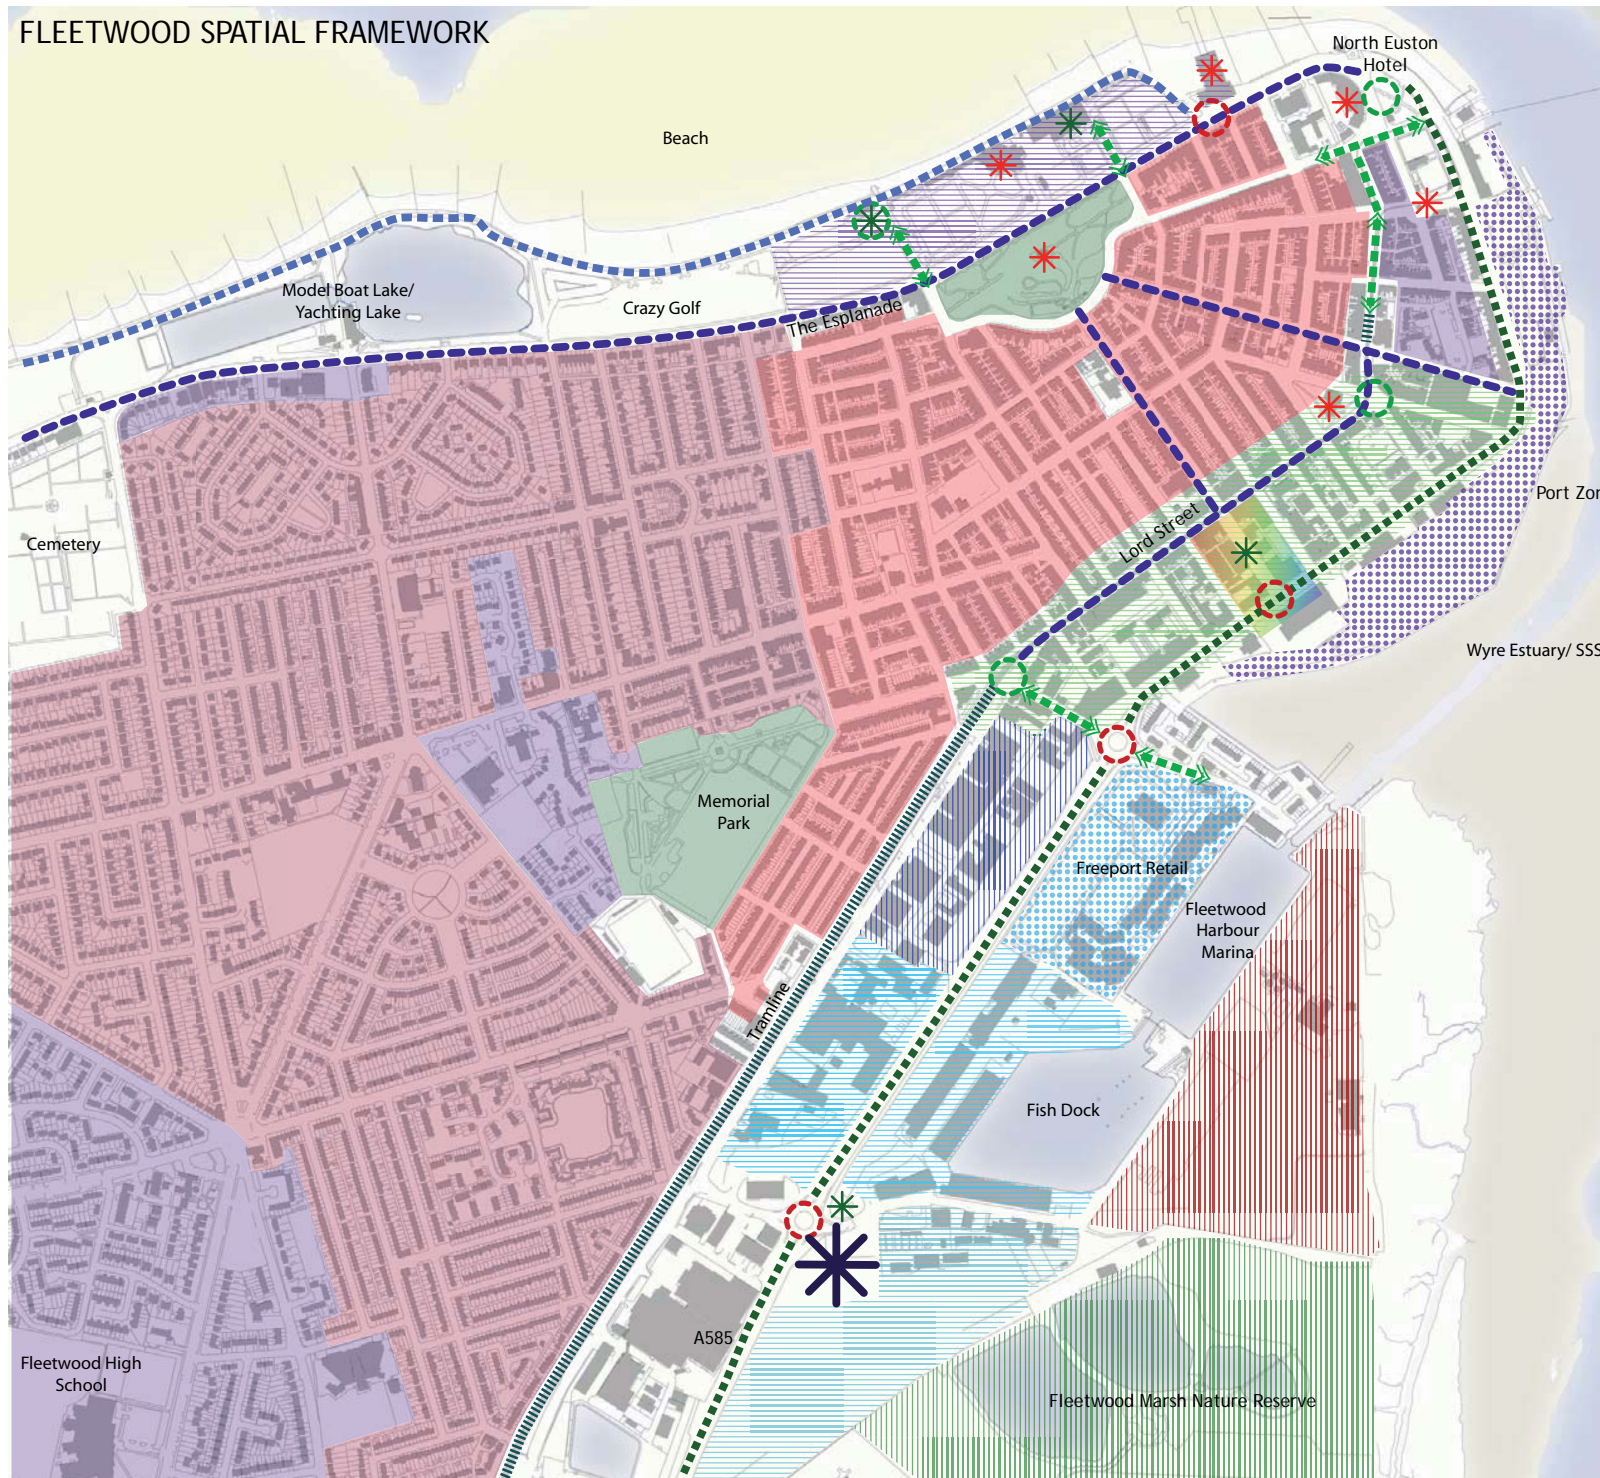 FLEETWOOD SPATIAL FRAMEWORK
North Euston
Hotel
Beach
Model Boat Lake/
Yachting Lake
Crazy Golf
The Esplanade
Cemetery
Lord Street
Port Zon
Wyre Estuary/ SSS
Memorial
Park
Freeport Retail
Fleetwood
Harbour
Marina
Tramline
Fish Dock
A585
Fleetwood High
School
Fleetwood Marsh Nature Reserve